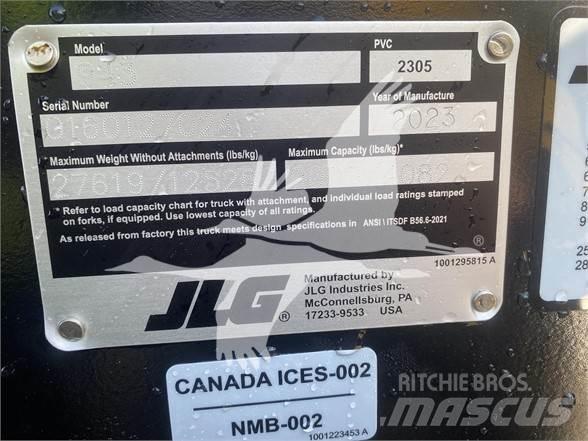 Model
PVC
2305
Serial Number
Year of Manufacture
2023
Maximum Weight Without Attachments (lbs/kg)
Maximum Capacity (lb/kg)*
27619
* Refer to load capacity chart for truck with attachment, and individual load ratings stamped
on forks, if equipped. Use lowest capacity of all ratings.
As released from factory this truck meets design specifications in ANSI \ ITSDF B56.6-2021
®
1001295815 A
JLG ®
Manufactured by
JLG Industries Inc.
McConnellsburg, PA
17233-9533 USA
CANADA ICES-002
NMB-002
1001223453 A
RITCHIE BROS.
MASCUS